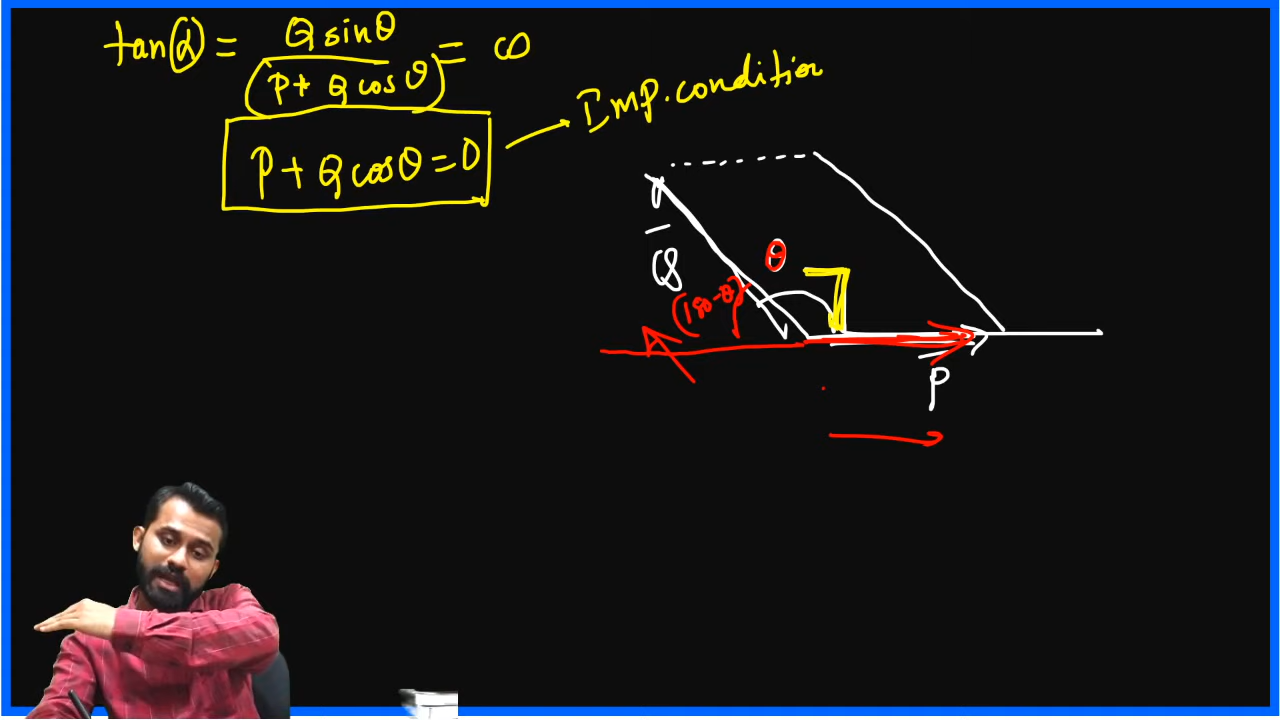 tan(α) = Q sinθ / (P + Q cosθ) = ∞
P + Q cosθ = 0
Imp. condition
θ
Q
(180-θ)
P